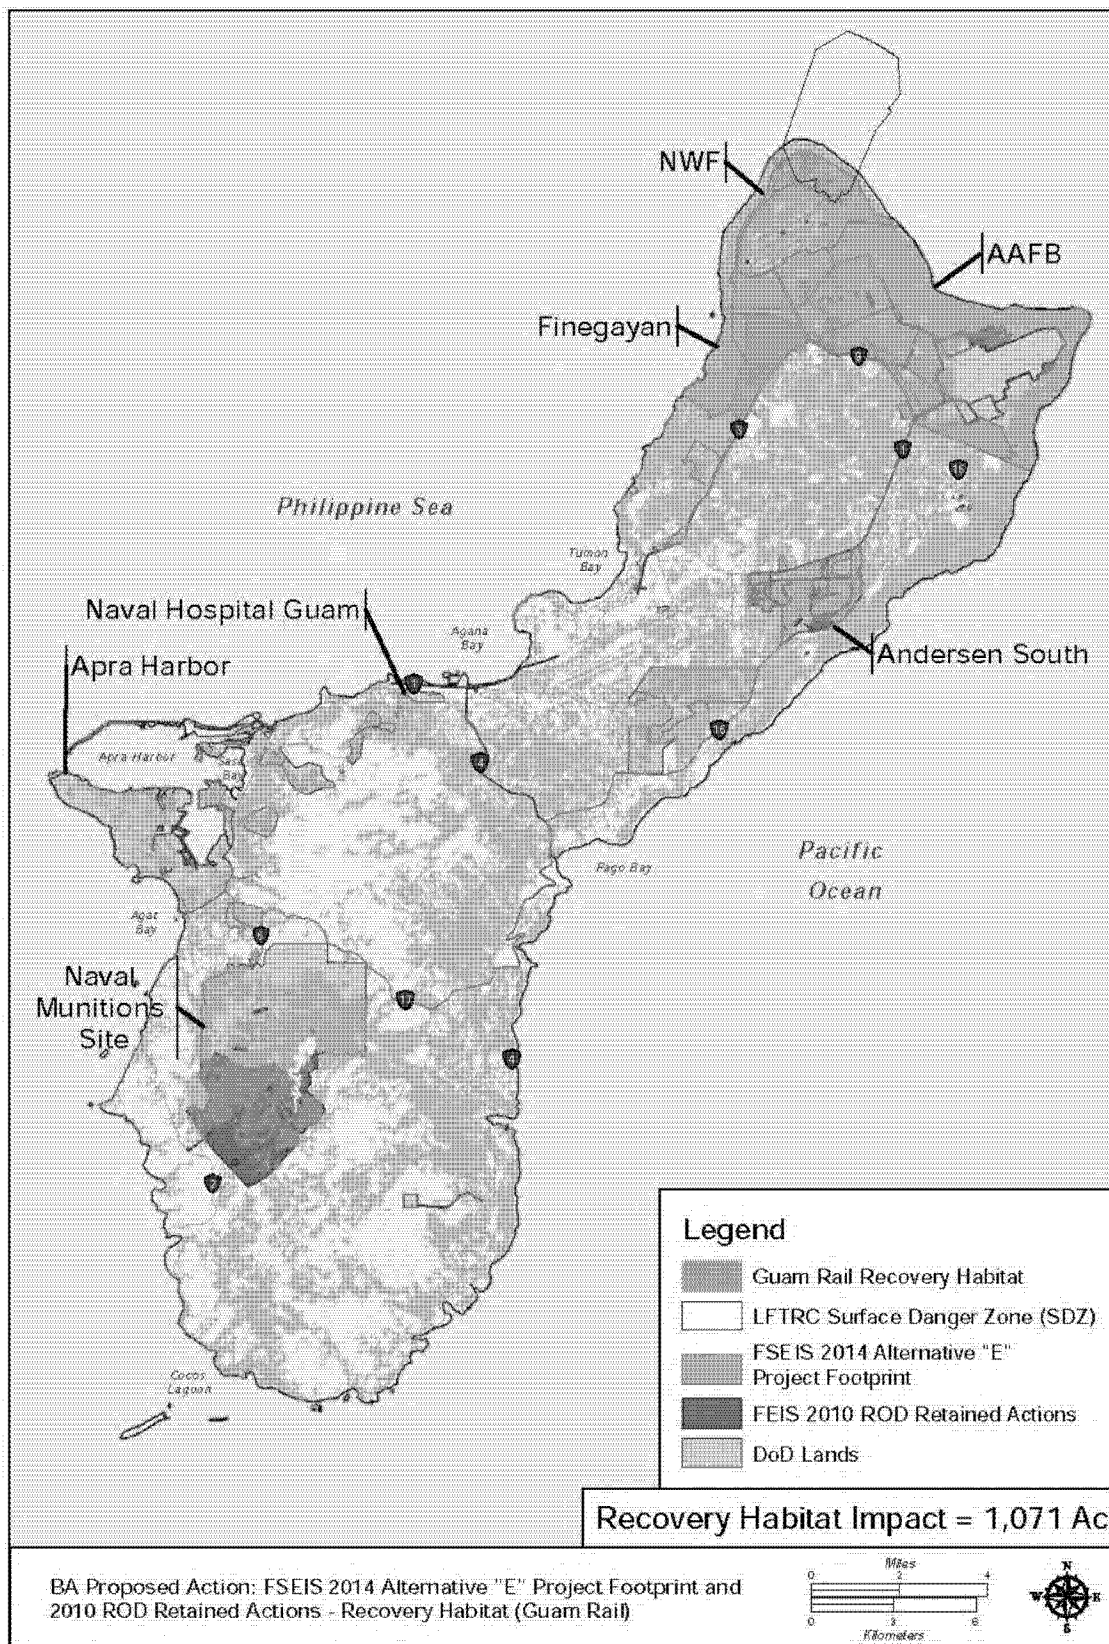 NWF
AAFB
Finegayan
Philippine Sea
Tumon
Bay
Naval Hospital Guam
Agana
Bay
Apra Harbor
Andersen South
Apra Harbor
Bay
Pago Bay
Pacific
Ocean
Agat
Bay
Naval
Munitions
Site
Cocos
Lagoon
Legend
Guam Rail Recovery Habitat
LFTRC Surface Danger Zone (SDZ)
FSEIS 2014 Alternative "E"
Project Footprint
FEIS 2010 ROD Retained Actions
DoD Lands
Recovery Habitat Impact = 1,071 Ac
BA Proposed Action: FSEIS 2014 Alternative "E" Project Footprint and
2010 ROD Retained Actions - Recovery Habitat (Guam Rail)
Miles
0 2 4
0 3 6
Kilometers
N
W E
S